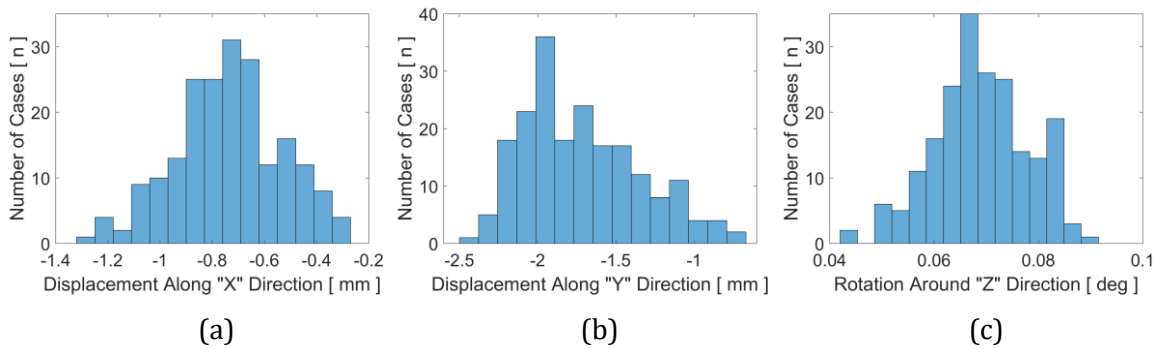 Number of Cases [ n ]
30
20
10
0
-1.4 -1.2 -1 -0.8 -0.6 -0.4 -0.2
Displacement Along "X" Direction [ mm ]
(a)
Number of Cases [ n ]
40
30
20
10
0
-2.5 -2 -1.5 -1
Displacement Along "Y" Direction [ mm ]
(b)
Number of Cases [ n ]
30
20
10
0
0.04 0.06 0.08 0.1
Rotation Around "Z" Direction [ deg ]
(c)